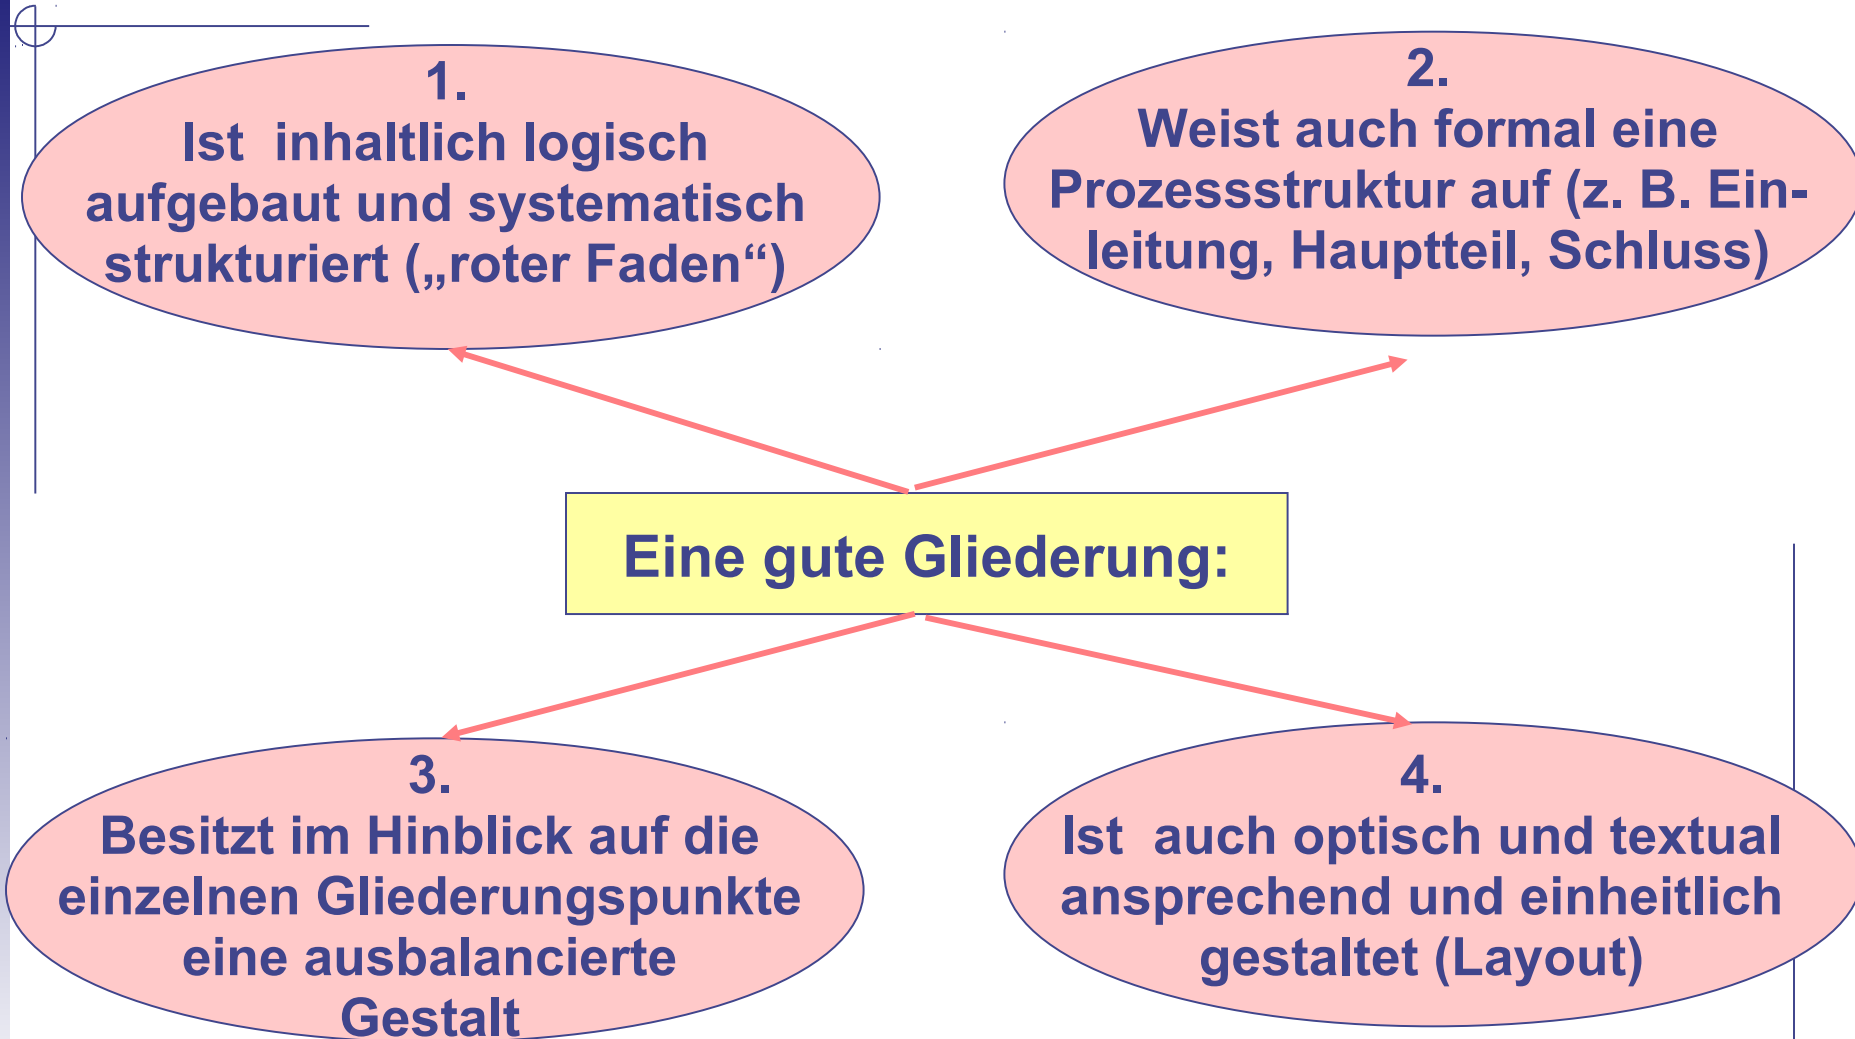 1.
Ist  inhaltlich logisch
aufgebaut und systematisch
strukturiert („roter Faden“)
2.
Weist auch formal eine
Prozessstruktur auf (z. B. Ein-
leitung, Hauptteil, Schluss)
Eine gute Gliederung:
3.
Besitzt im Hinblick auf die
einzelnen Gliederungspunkte
eine ausbalancierte
Gestalt
4.
Ist  auch optisch und textual
ansprechend und einheitlich
gestaltet (Layout)